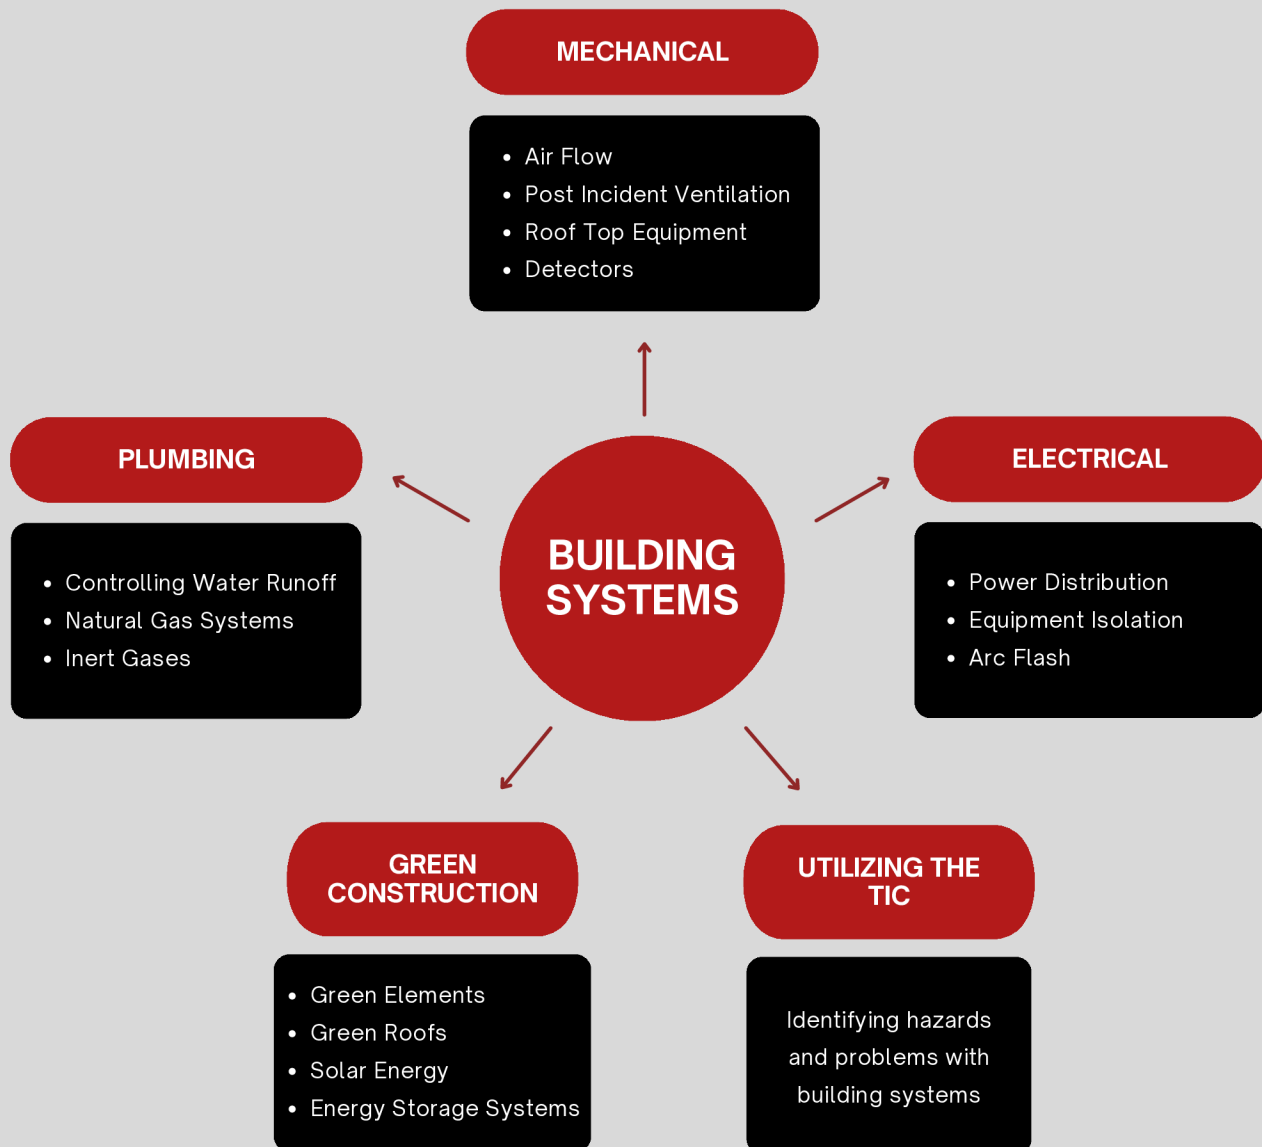 MECHANICAL
• Air Flow
• Post Incident Ventilation
• Roof Top Equipment
• Detectors
PLUMBING
• Controlling Water Runoff
• Natural Gas Systems
• Inert Gases
BUILDING
SYSTEMS
ELECTRICAL
• Power Distribution
• Equipment Isolation
• Arc Flash
GREEN
CONSTRUCTION
• Green Elements
• Green Roofs
• Solar Energy
• Energy Storage Systems
UTILIZING THE
TIC
Identifying hazards
and problems with
building systems